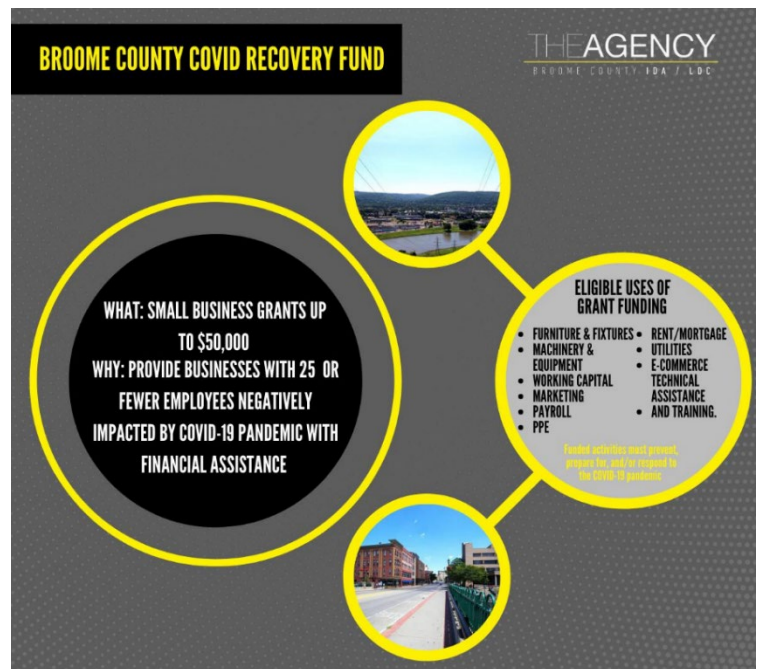 BROOME COUNTY COVID RECOVERY FUND
THEAGENCY
BROOME COUNTY IDA / LDC
WHAT: SMALL BUSINESS GRANTS UP
TO $50,000
WHY: PROVIDE BUSINESSES WITH 25 OR
FEWER EMPLOYEES NEGATIVELY
IMPACTED BY COVID-19 PANDEMIC WITH
FINANCIAL ASSISTANCE
ELIGIBLE USES OF
GRANT FUNDING
• FURNITURE & FIXTURES
• MACHINERY &
EQUIPMENT
• WORKING CAPITAL
• MARKETING
• PAYROLL
• PPE
• RENT/MORTGAGE
• UTILITIES
• E-COMMERCE
TECHNICAL
ASSISTANCE
• AND TRAINING.
Funded activities must prevent,
prepare for, and/or respond to
the COVID-19 pandemic